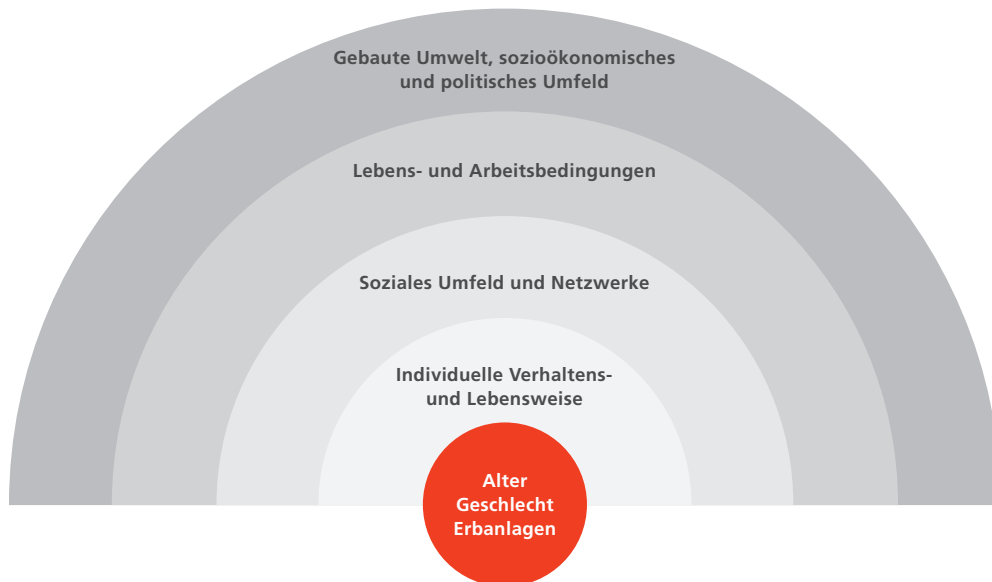 Gebaute Umwelt, sozioökonomisches
und politisches Umfeld
Lebens- und Arbeitsbedingungen
Soziales Umfeld und Netzwerke
Individuelle Verhaltens-
und Lebensweise
Alter
Geschlecht
Erbanlagen